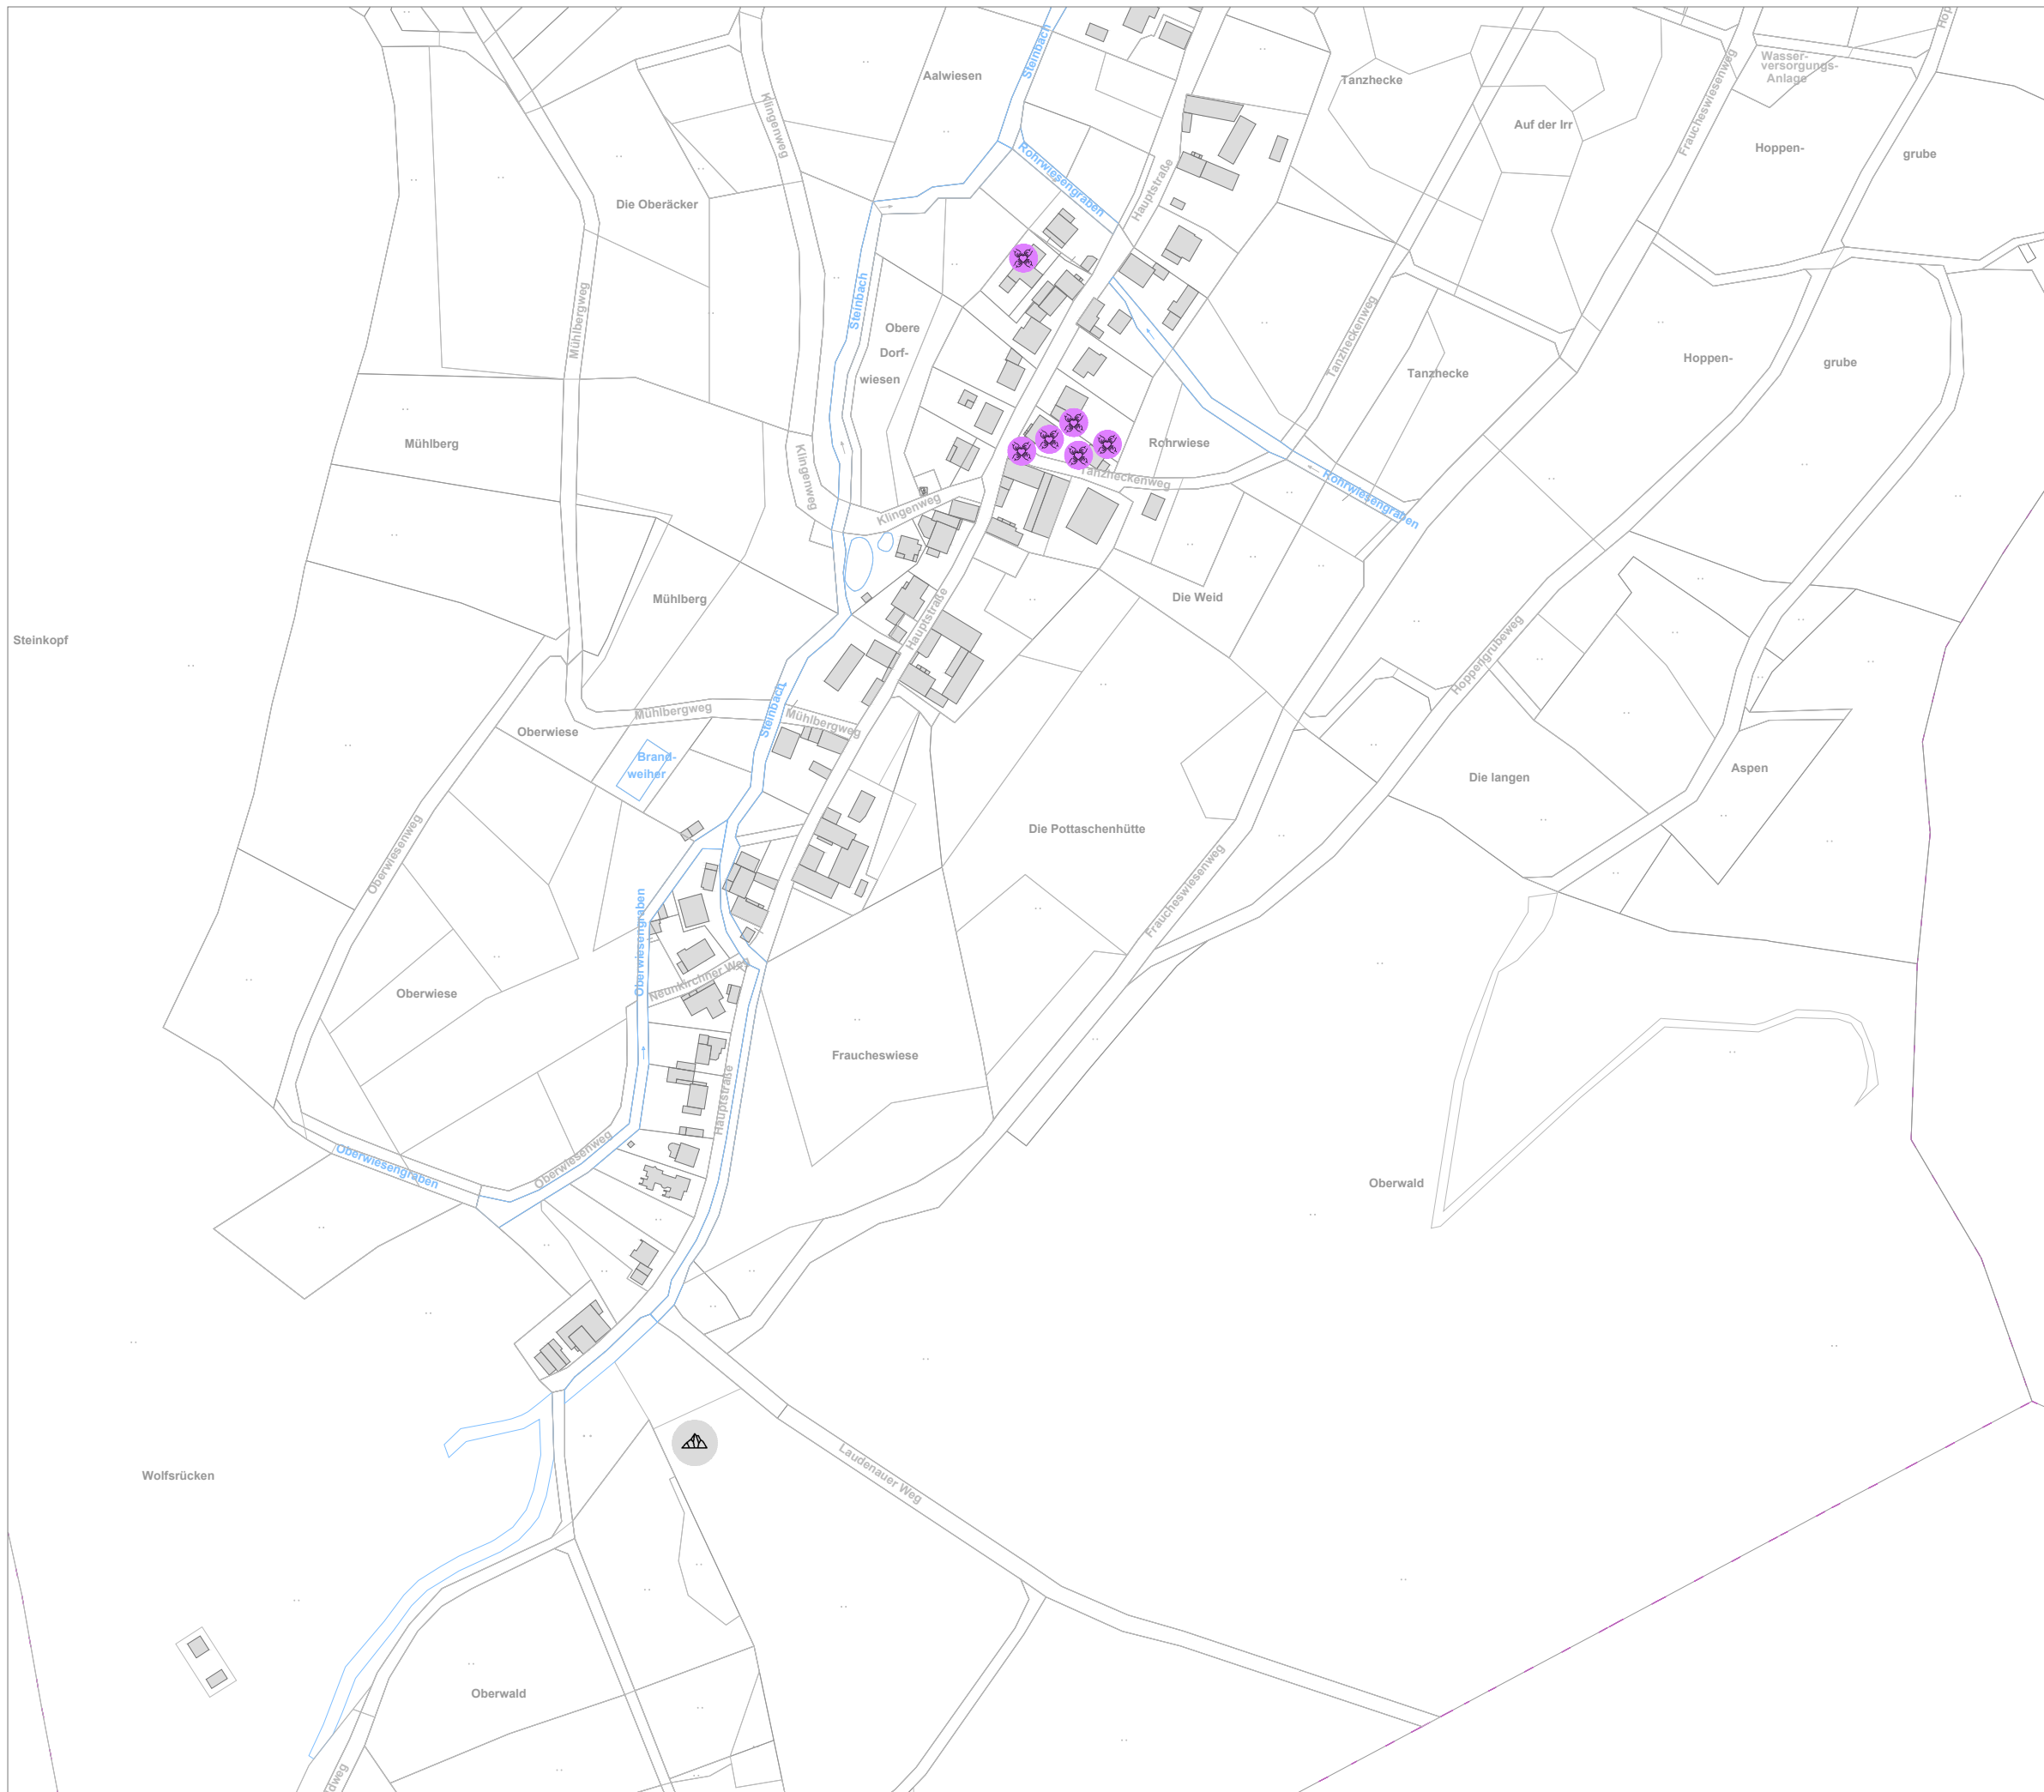 Steinbach
Hop
Aalwiesen
Klingenweg
Tanzhecke
Auf der Irr
Fraucheswiesenweg
Wasser-
versorgungs-
Anlage
Hoppen-
grube
Rohrwiesengraben
Hauptstraße
Die Oberäcker
Mühlbergweg
Steinbach
Obere
Dorf-
wiesen
Tanzheckenweg
Tanzhecke
Hoppen-
grube
Mühlberg
Klingenweg
Rohrwiese
Tanzheckenweg
Rohrwiesengraben
Klingenweg
Mühlberg
Die Weid
Hauptstraße
Steinkopf
Hoppengrubeweg
Steinbach
Mühlbergweg
Mühlbergweg
Oberwiese
Brand-
weiher
Die langen
Aspen
Die Pottaschenhütte
Oberwiesenweg
Fraucheswiesenweg
Oberwiesengraben
Neunkirchner Weg
Oberwiese
Fraucheswiese
Hauptstraße
Oberwiesenweg
Oberwiesengraben
Oberwald
Wolfsrücken
Laudenauer Weg
Oberwald
dweg